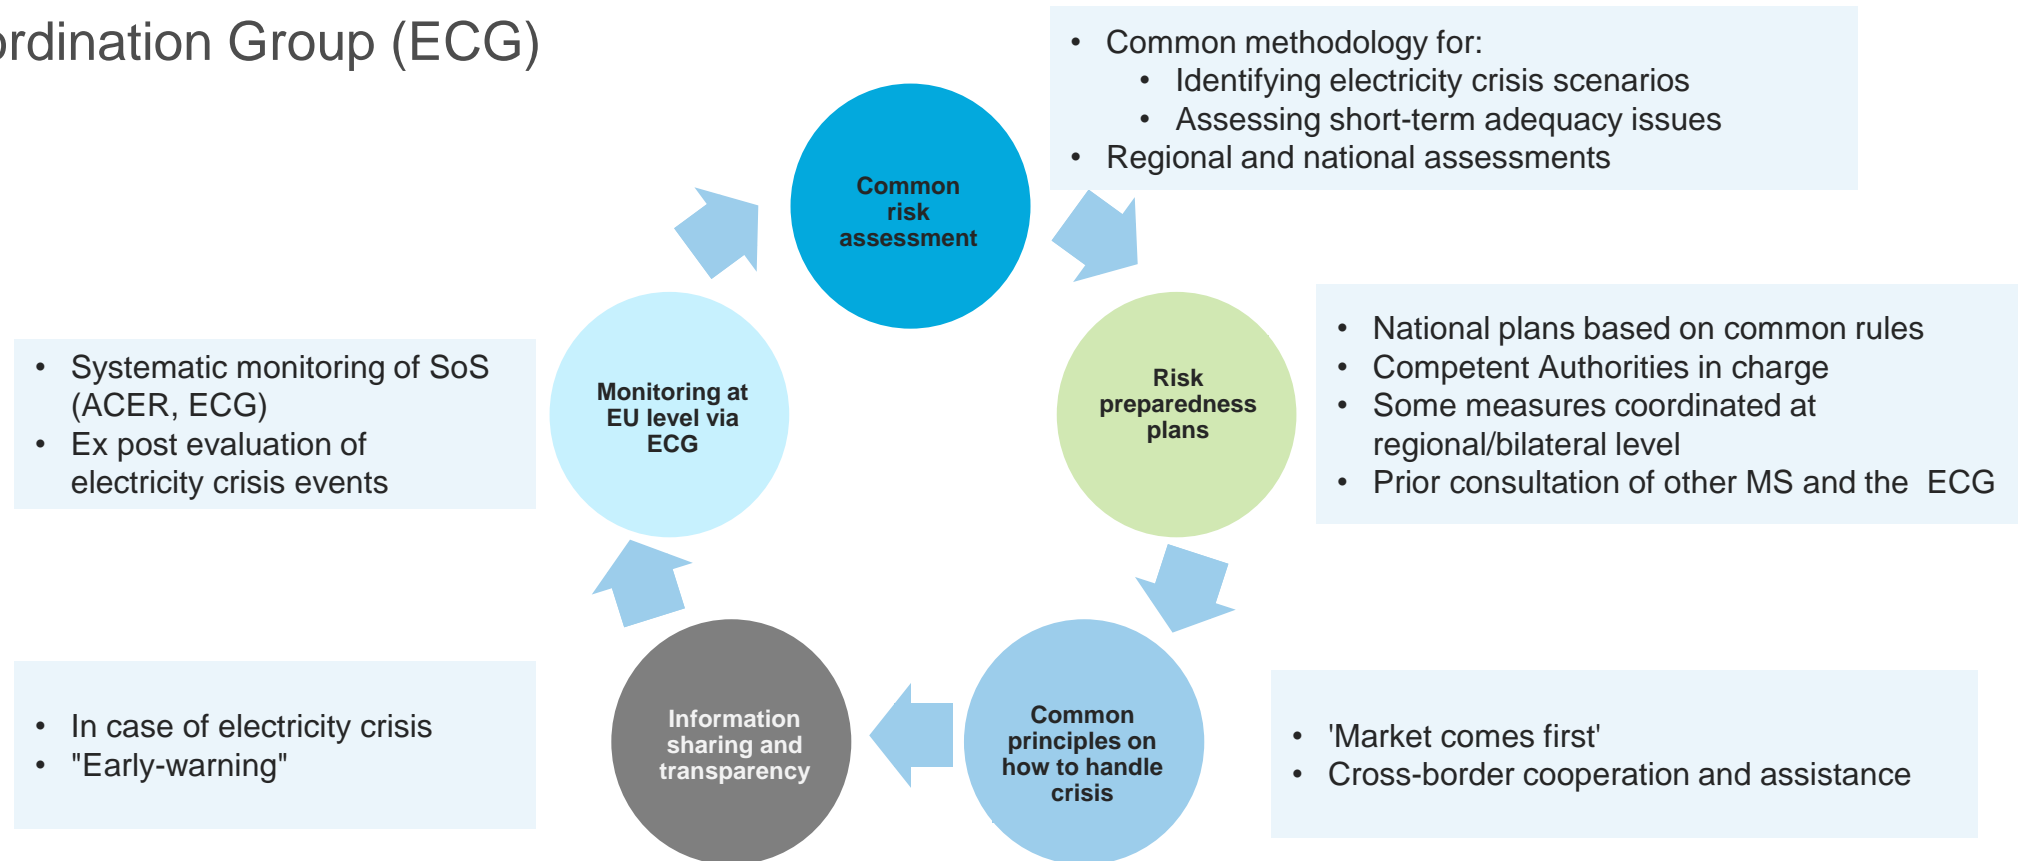 ordination Group (ECG)
• Common methodology for:
• Identifying electricity crisis scenarios
• Assessing short-term adequacy issues
• Regional and national assessments
Common
risk
assessment
• National plans based on common rules
• Competent Authorities in charge
• Some measures coordinated at
regional/bilateral level
• Prior consultation of other MS and the ECG
Risk
preparedness
plans
• Systematic monitoring of SoS
(ACER, ECG)
• Ex post evaluation of
electricity crisis events
Monitoring at
EU level via
ECG
• In case of electricity crisis
• "Early-warning"
Information
sharing and
transparency
Common
principles on
how to handle
crisis
• 'Market comes first'
• Cross-border cooperation and assistance